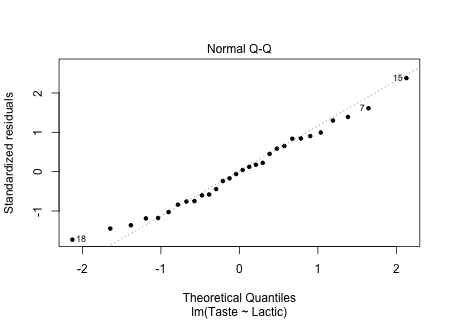 Normal Q-Q
Standardized residuals
2
1
0
-1
15
7
18
-2 -1 0 1 2
Theoretical Quantiles
lm(Taste ~ Lactic)